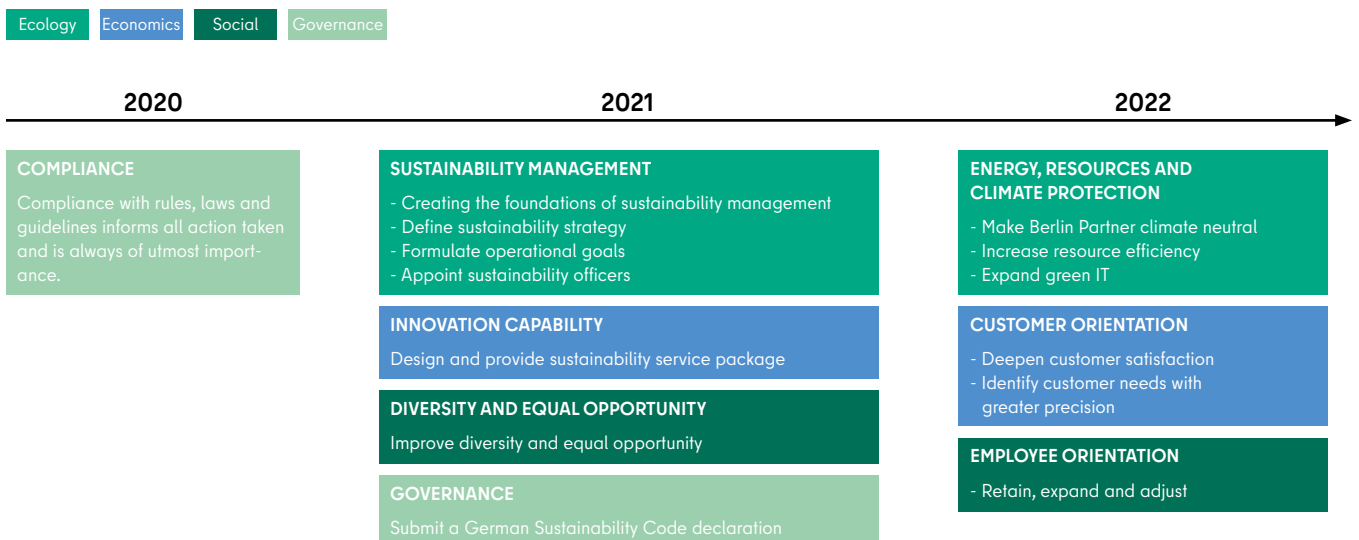 Ecology Economics Social Governance
2020 2021 2022
COMPLIANCE
Compliance with rules, laws and
guidelines informs all action taken
and is always of utmost import-
ance.
SUSTAINABILITY MANAGEMENT
- Creating the foundations of sustainability management
- Define sustainability strategy
- Formulate operational goals
- Appoint sustainability officers
INNOVATION CAPABILITY
Design and provide sustainability service package
DIVERSITY AND EQUAL OPPORTUNITY
Improve diversity and equal opportunity
GOVERNANCE
Submit a German Sustainability Code declaration
ENERGY, RESOURCES AND
CLIMATE PROTECTION
- Make Berlin Partner climate neutral
- Increase resource efficiency
- Expand green IT
CUSTOMER ORIENTATION
- Deepen customer satisfaction
- Identify customer needs with
greater precision
EMPLOYEE ORIENTATION
- Retain, expand and adjust